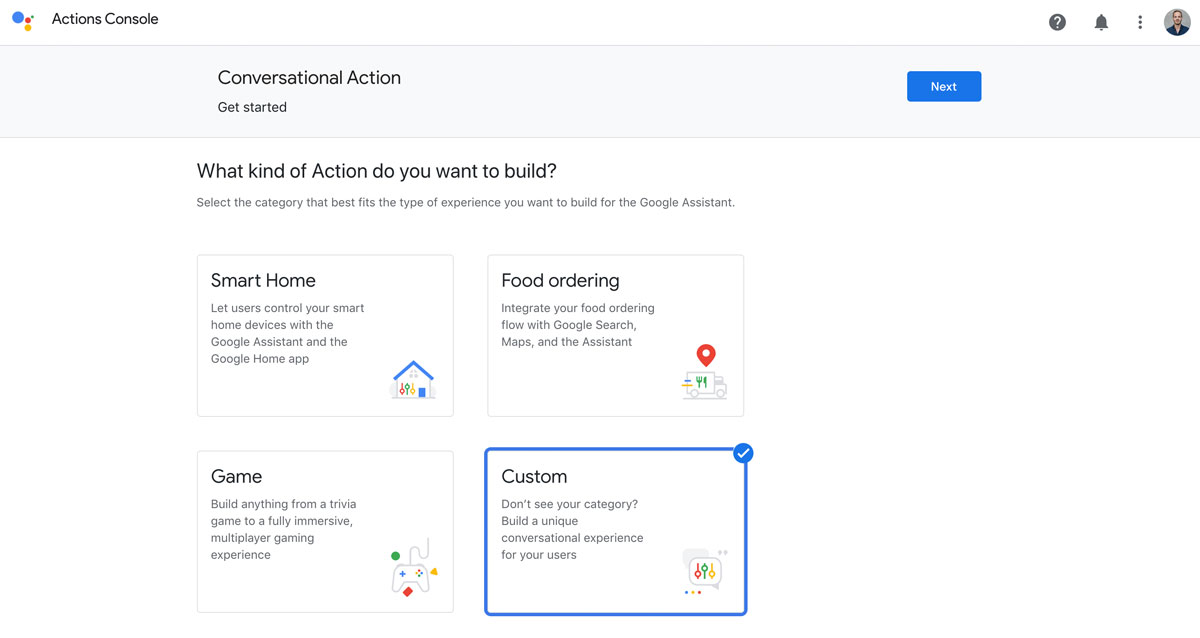 Actions Console
Conversational Action
Get started
Next
What kind of Action do you want to build?
Select the category that best fits the type of experience you want to build for the Google Assistant.
Smart Home
Let users control your smart
home devices with the
Google Assistant and the
Google Home app
Food ordering
Integrate your food ordering
flow with Google Search,
Maps, and the Assistant
Game
Build anything from a trivia
game to a fully immersive,
multiplayer gaming
experience
Custom
Don’t see your category?
Build a unique
conversational experience
for your users